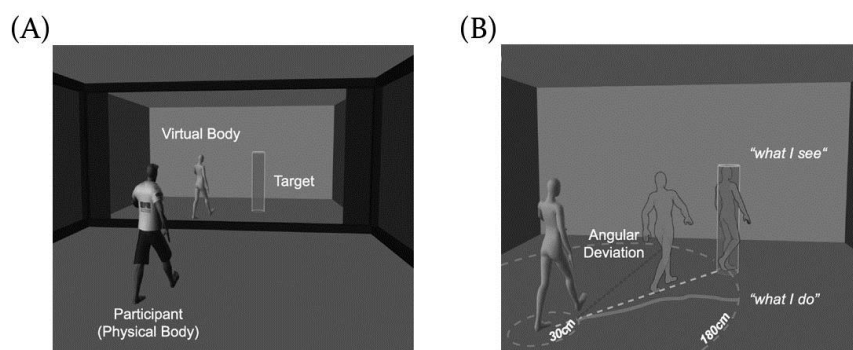 (A)
Virtual Body
Target
Participant
(Physical Body)
(B)
"what I see"
Angular
Deviation
"what I do"
30cm
180cm